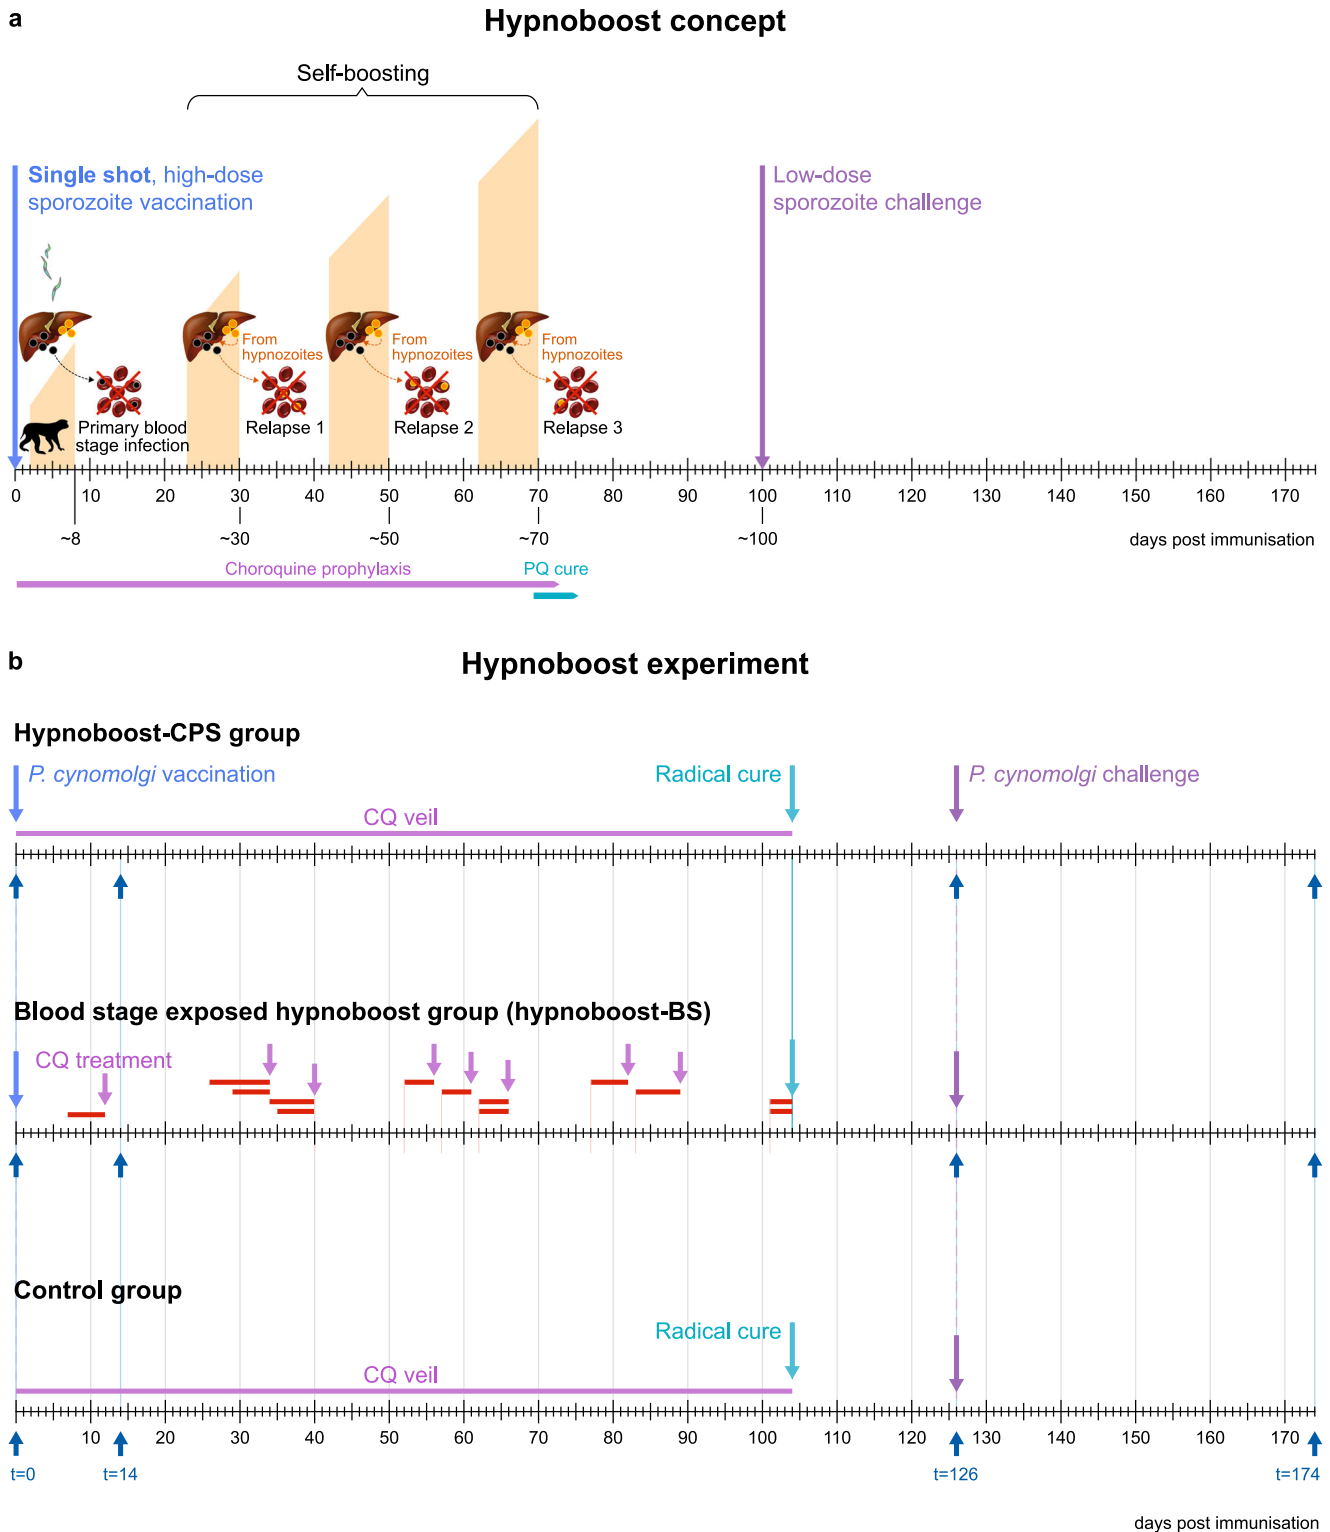 a
Hypnoboost concept
Self-boosting
Single shot, high-dose
sporozoite vaccination
Low-dose
sporozoite challenge
From
hypnozoites
From
hypnozoites
From
hypnozoites
Primary blood
stage infection
Relapse 1
Relapse 2
Relapse 3
0 10 20 30 40 50 60 70 80 90 100 110 120 130 140 150 160 170
~8 ~30 ~50 ~70 ~100
days post immunisation
Choroquine prophylaxis
PQ cure
b
Hypnoboost experiment
Hypnoboost-CPS group
P. cynomolgi vaccination
Radical cure
P. cynomolgi challenge
CQ veil
Blood stage exposed hypnoboost group (hypnoboost-BS)
CQ treatment
Control group
Radical cure
CQ veil
10 20 30 40 50 60 70 80 90 100 110 120 130 140 150 160 170
t=0 t=14 t=126 t=174
days post immunisation